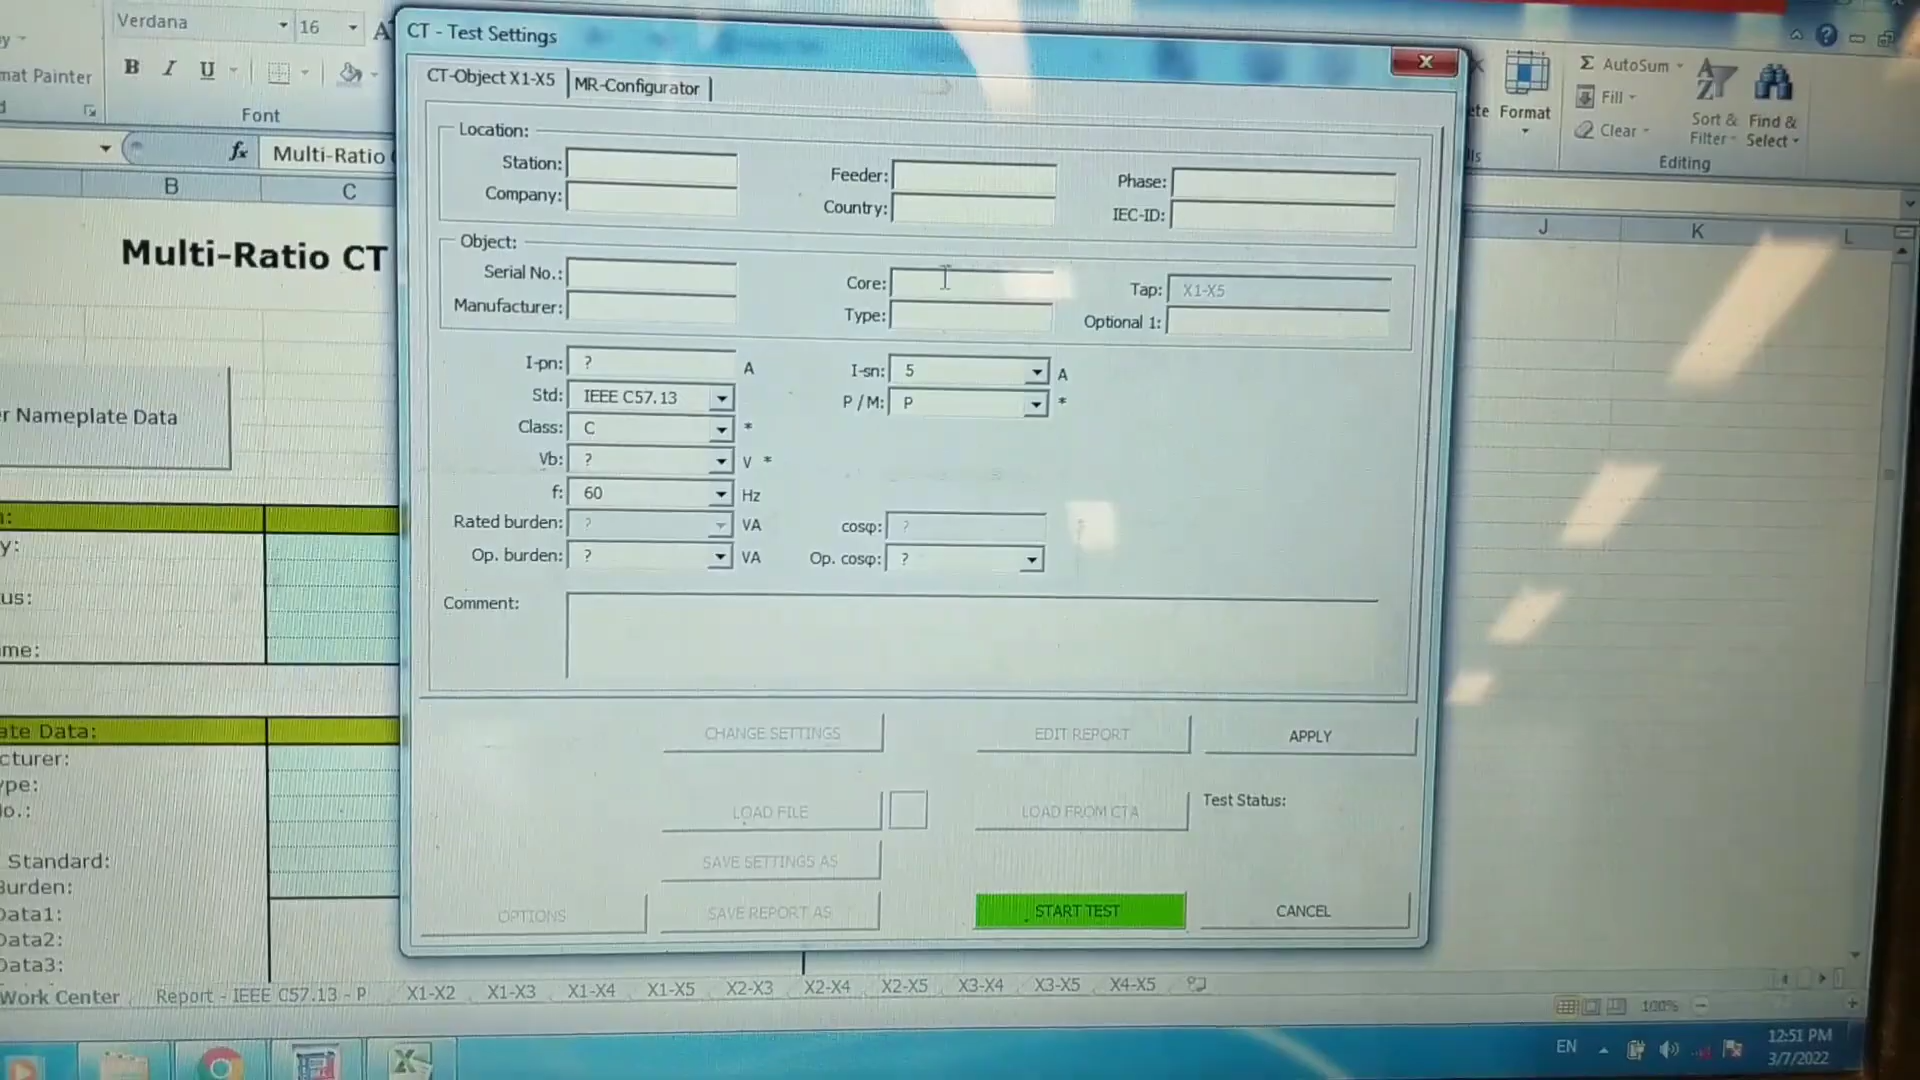 Verdana
16
CT - Test Settings
CT-Object X1-X5
MR-Configurator
mat Painter
B I U
Font
Format
Σ AutoSum
Fill
Clear
Sort &
Filter
Find &
Select
Editing
fx
Multi-Ratio
B
C
J
K
L
Multi-Ratio CT
Location:
Station:
Feeder:
Phase:
Company:
Country:
IEC-ID:
Object:
Serial No.:
Core:
Tap: X1-X5
Manufacturer:
Type:
Optional 1:
I-pn: ? A
I-sn: 5 A
Std: IEEE C57.13
P / M: P *
Class: C *
Vb: ? V *
f: 60 Hz
Rated burden: ? VA
cosφ: ?
Op. burden: ? VA
Op. cosφ: ?
Comment:
CHANGE SETTINGS
EDIT REPORT
APPLY
LOAD FILE
LOAD FROM CTA
Test Status:
SAVE SETTINGS AS
OPTIONS
SAVE REPORT AS
START TEST
CANCEL
r Nameplate Data
y:
us:
me:
ate Data:
cturer:
ype:
o.:
Standard:
Burden:
Data1:
Data2:
Data3:
Work Center
Report - IEEE C57.13 - P
X1-X2
X1-X3
X1-X4
X1-X5
X2-X3
X2-X4
X2-X5
X3-X4
X3-X5
X4-X5
100%
EN
12:51 PM
3/7/2022